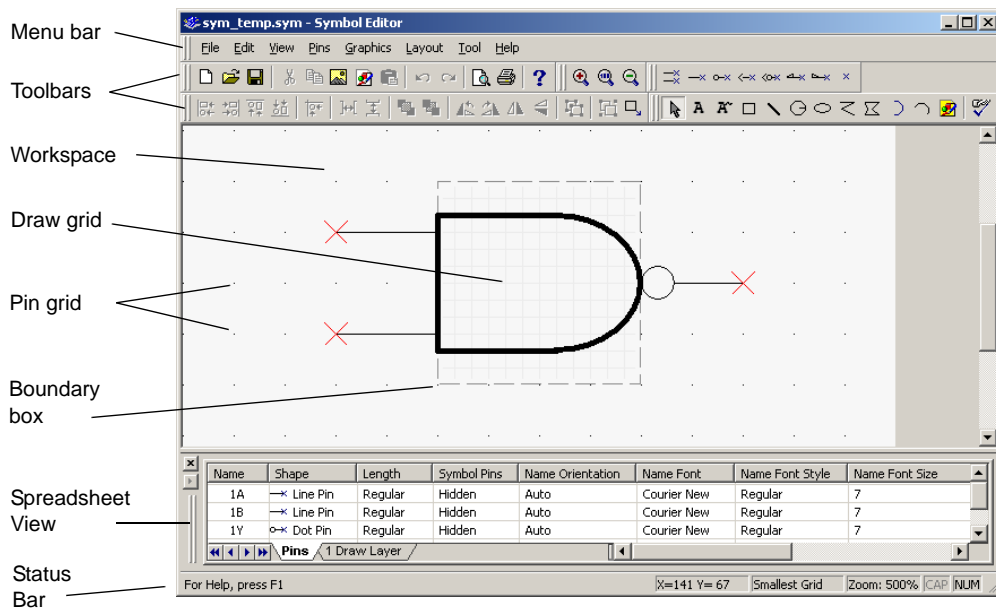 sym_temp.sym - Symbol Editor
Menu bar
File Edit View Pins Graphics Layout Tool Help
Toolbars
Workspace
Draw grid
Pin grid
Boundary
box
Name Shape Length Symbol Pins Name Orientation Name Font Name Font Style Name Font Size
1A Line Pin Regular Hidden Auto Courier New Regular 7
1B Line Pin Regular Hidden Auto Courier New Regular 7
1Y Dot Pin Regular Hidden Auto Courier New Regular 7
Spreadsheet
View
Pins 1 Draw Layer
Status
Bar
For Help, press F1 X=141 Y= 67 Smallest Grid Zoom: 500% CAP NUM